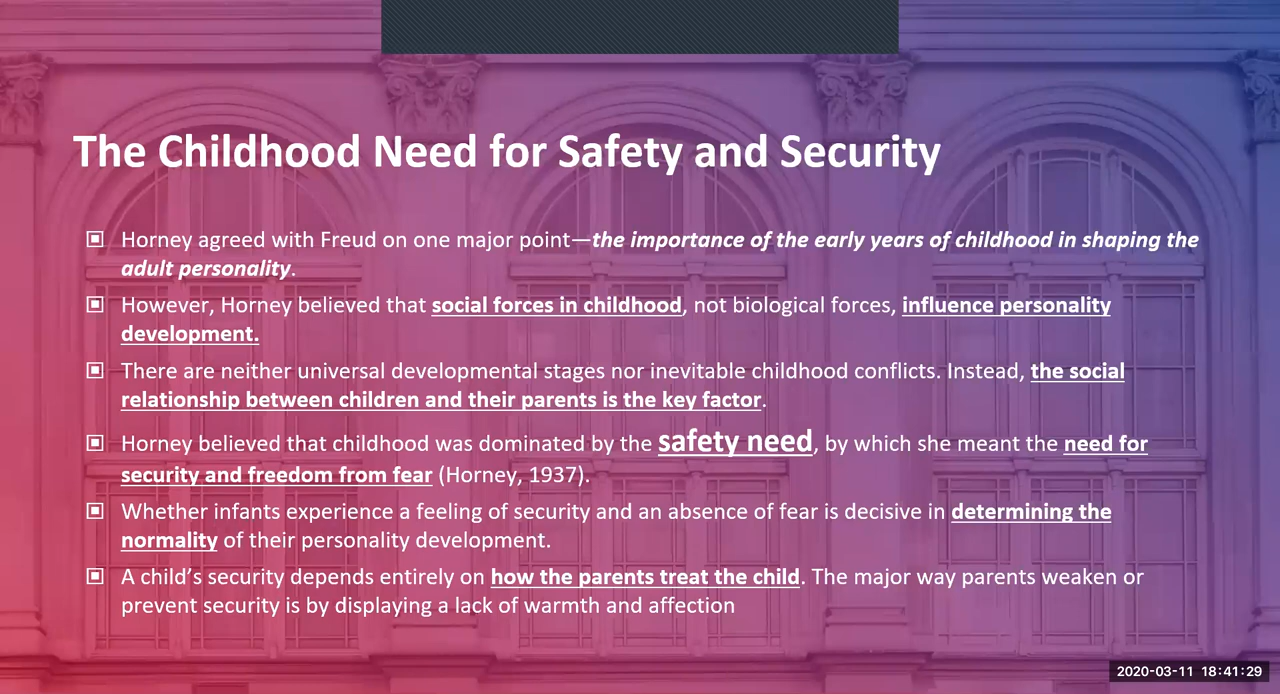 The Childhood Need for Safety and Security
Horney agreed with Freud on one major point—the importance of the early years of childhood in shaping the
adult personality.
However, Horney believed that social forces in childhood, not biological forces, influence personality
development.
There are neither universal developmental stages nor inevitable childhood conflicts. Instead, the social
relationship between children and their parents is the key factor.
Horney believed that childhood was dominated by the safety need, by which she meant the need for
security and freedom from fear (Horney, 1937).
Whether infants experience a feeling of security and an absence of fear is decisive in determining the
normality of their personality development.
A child’s security depends entirely on how the parents treat the child. The major way parents weaken or
prevent security is by displaying a lack of warmth and affection
2020-03-11 18:41:29